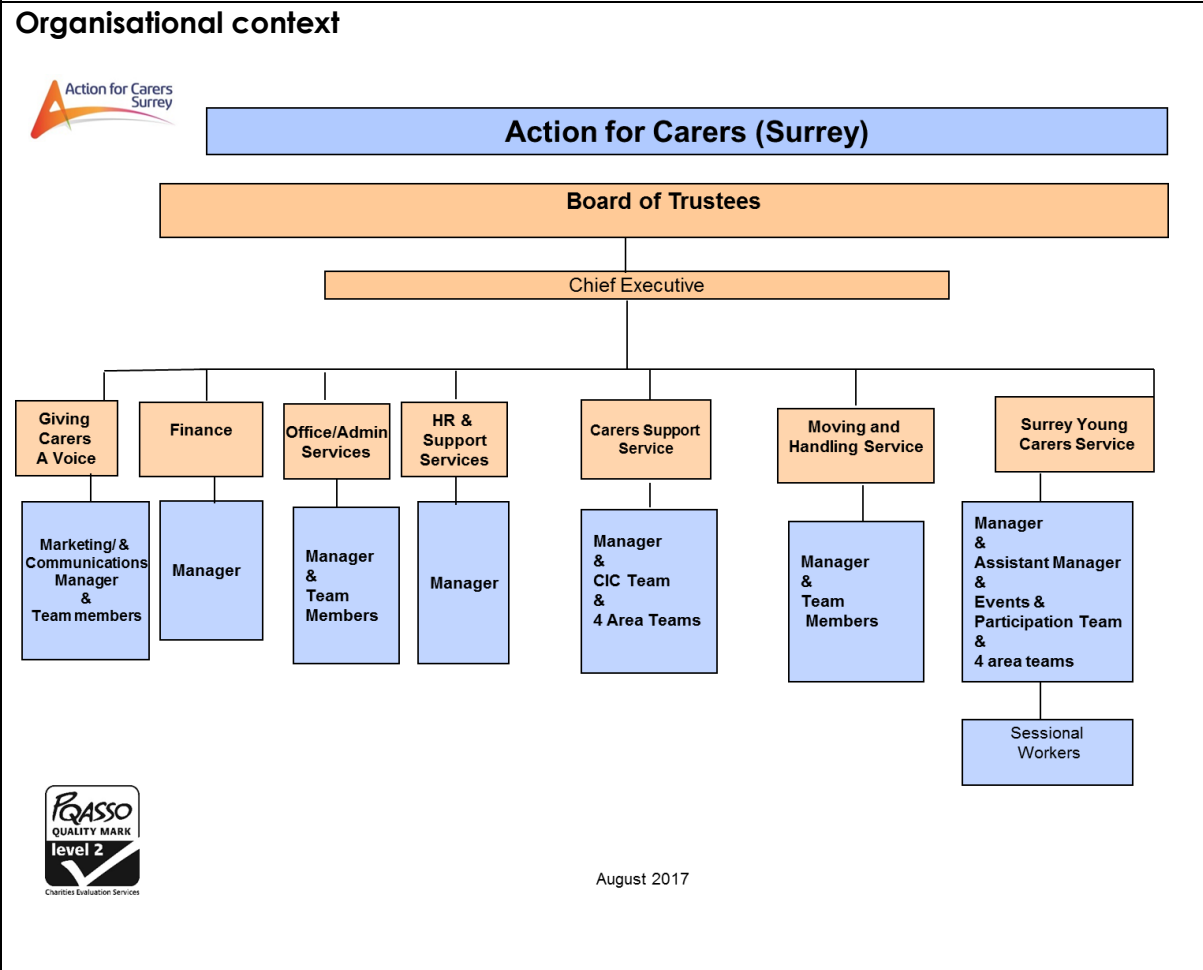 Organisational context
Action for Carers
Surrey
Action for Carers (Surrey)
Board of Trustees
Chief Executive
Giving
Carers
A Voice
Finance
Office/Admin
Services
HR &
Support
Services
Carers Support
Service
Moving and
Handling Service
Surrey Young
Carers Service
Marketing/ &
Communications
Manager
&
Team members
Manager
Manager
&
Team
Members
Manager
Manager
&
CIC Team
&
4 Area Teams
Manager
&
Team
Members
Manager
&
Assistant Manager
&
Events &
Participation Team
&
4 area teams
Sessional
Workers
PQASSO
QUALITY MARK
level 2
Charities Evaluation Services
August 2017